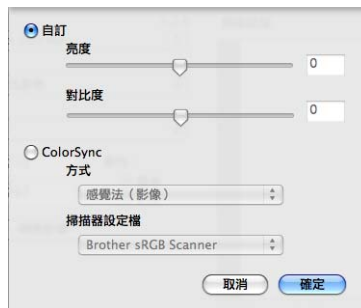 自訂
亮度
0
對比度
0
ColorSync
方式
感覺法（影像）
掃描器設定檔
Brother sRGB Scanner
取消 確定